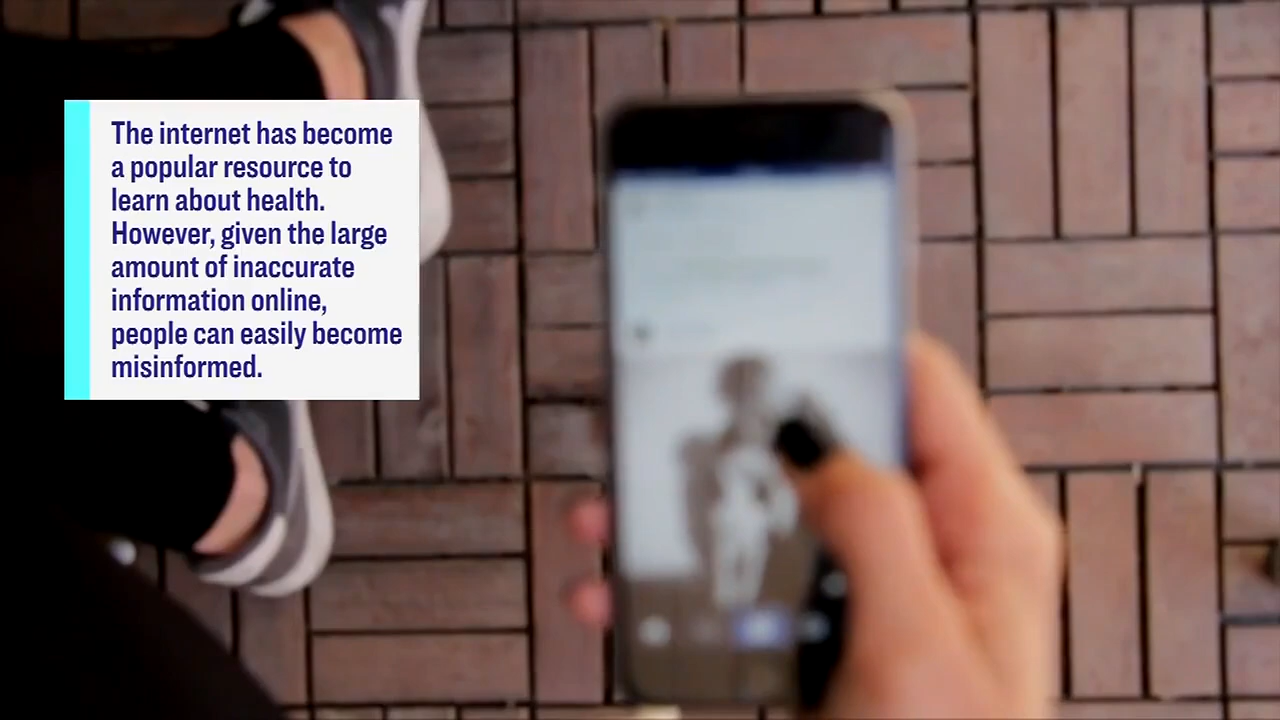 The internet has become
a popular resource to
learn about health.
However, given the large
amount of inaccurate
information online,
people can easily become
misinformed.